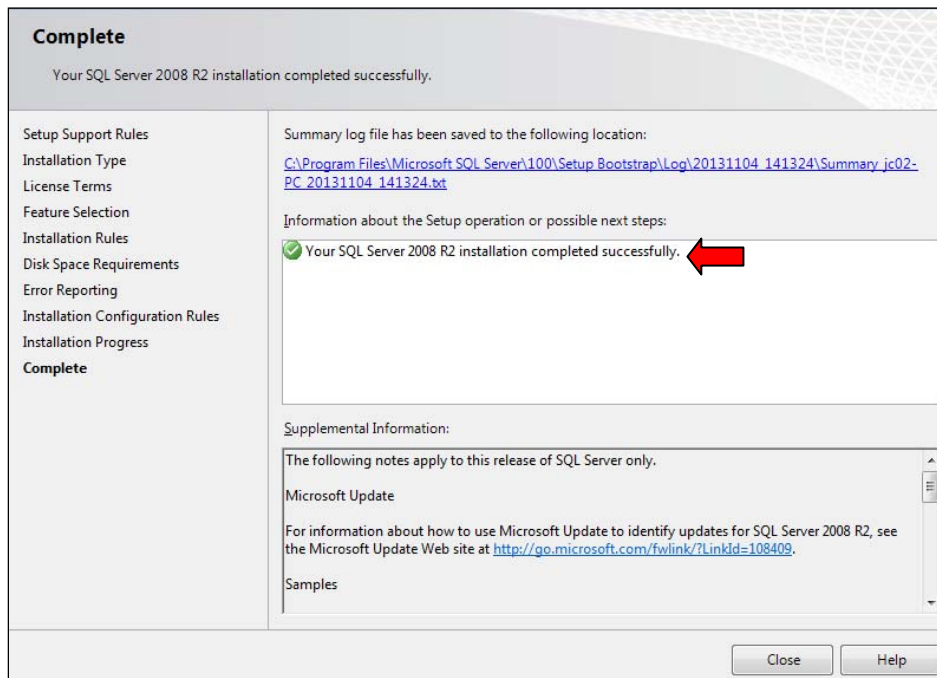 Complete
Your SQL Server 2008 R2 installation completed successfully.
Setup Support Rules
Installation Type
License Terms
Feature Selection
Installation Rules
Disk Space Requirements
Error Reporting
Installation Configuration Rules
Installation Progress
Complete
Summary log file has been saved to the following location:
C:\Program Files\Microsoft SQL Server\100\Setup Bootstrap\Log\20131104_141324\Summary_jc02-
PC_20131104_141324.txt
Information about the Setup operation or possible next steps:
Your SQL Server 2008 R2 installation completed successfully.
Supplemental Information:
The following notes apply to this release of SQL Server only.
Microsoft Update
For information about how to use Microsoft Update to identify updates for SQL Server 2008 R2, see
the Microsoft Update Web site at http://go.microsoft.com/fwlink/?LinkId=108409.
Samples
Close
Help